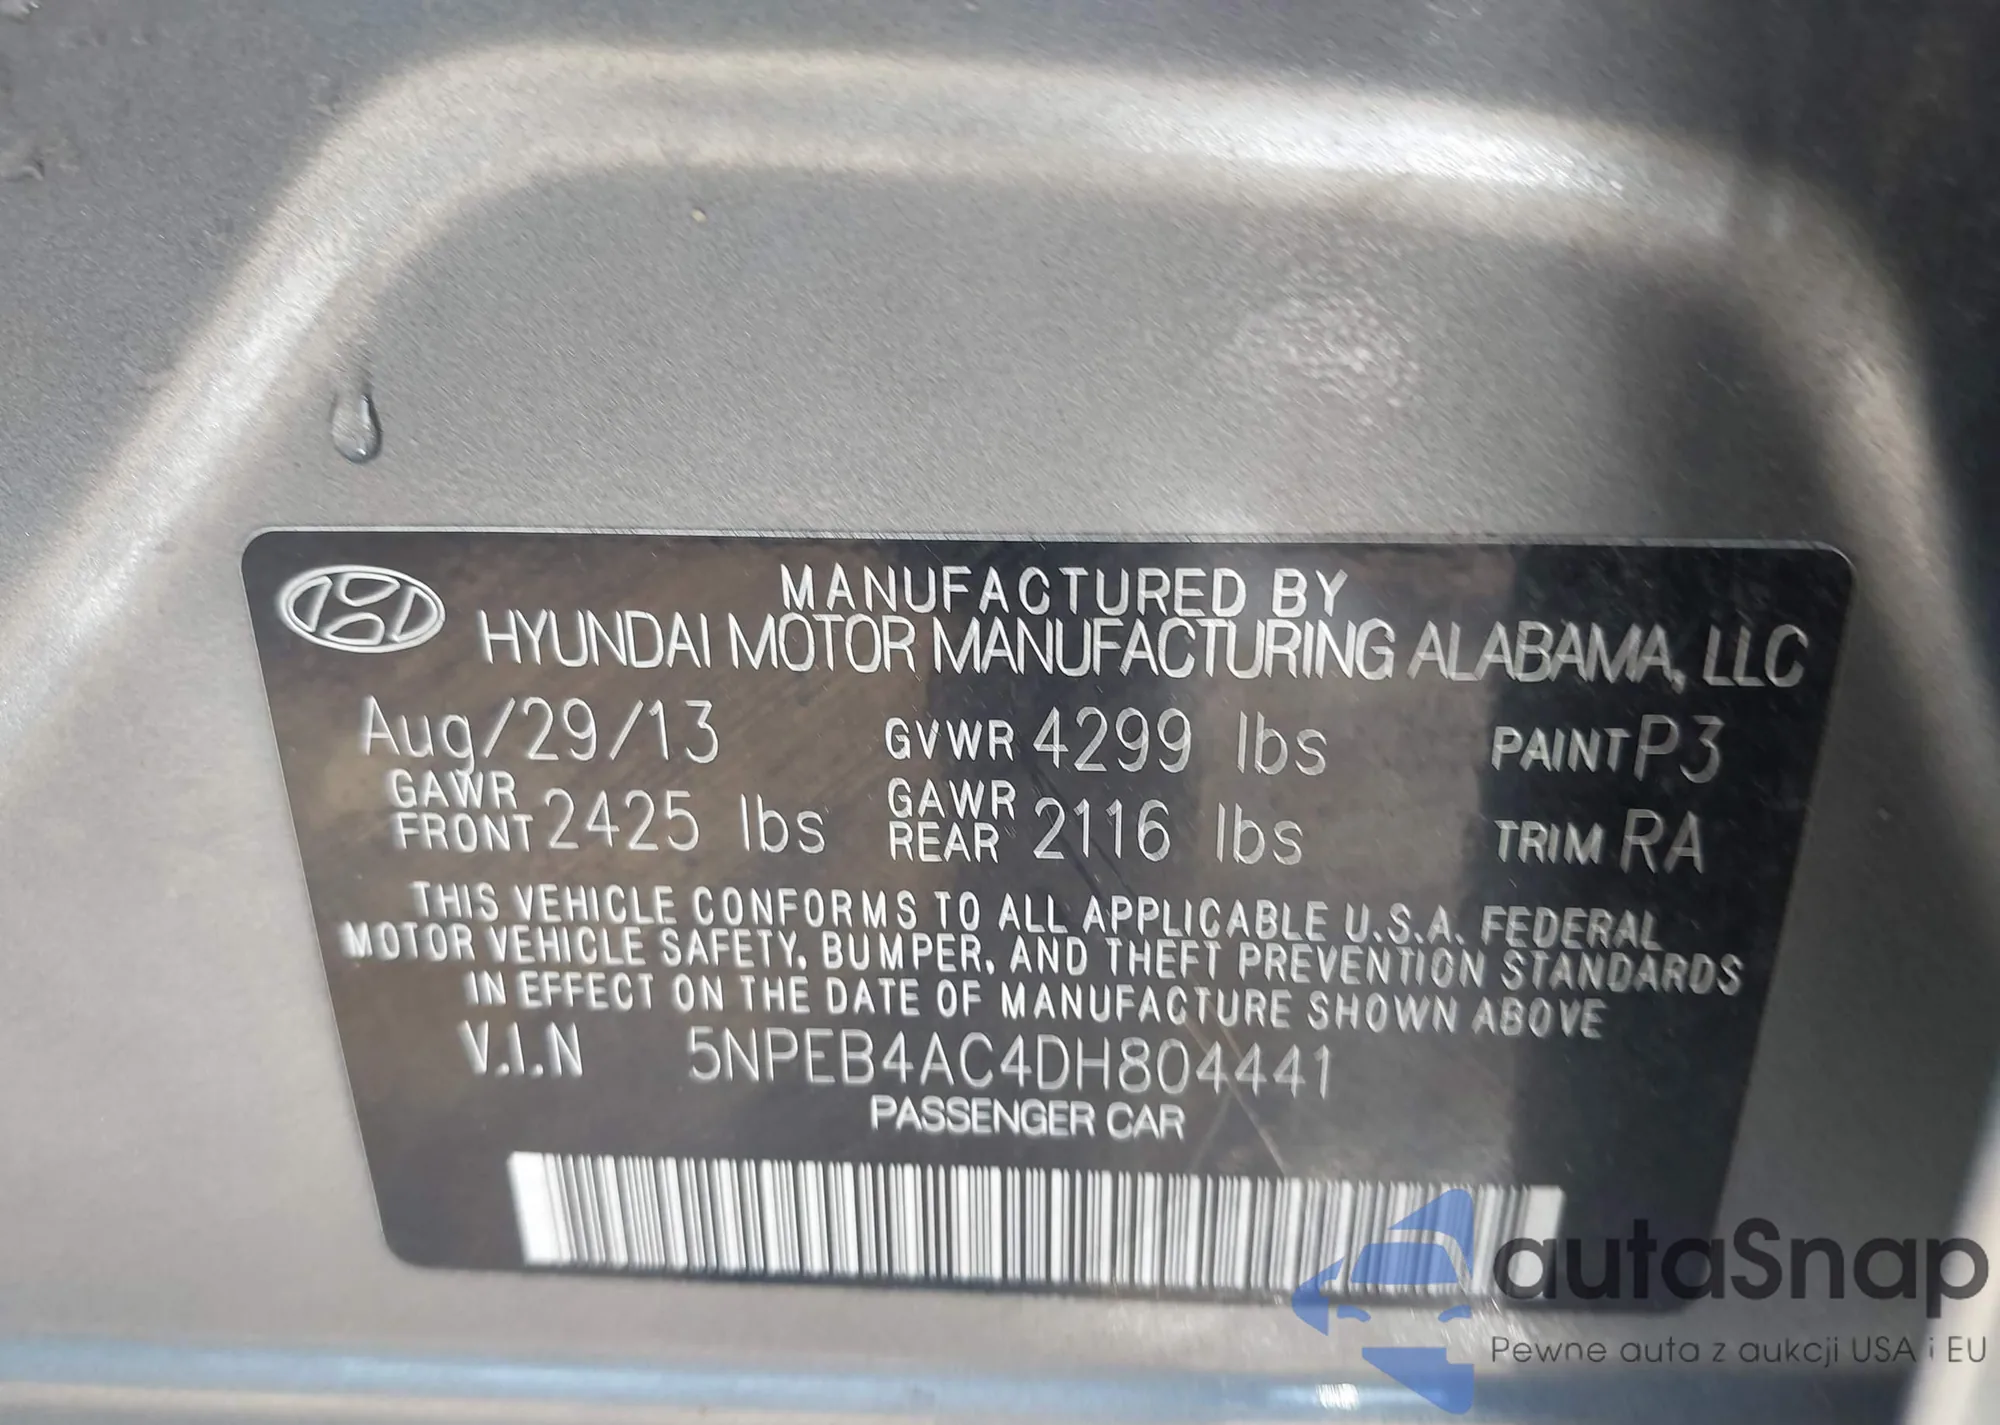 MANUFACTURED BY
HYUNDAI MOTOR MANUFACTURING ALABAMA, LLC
Aug/29/13 GVWR 4299 lbs PAINT P3
GAWR FRONT 2425 lbs GAWR REAR 2116 lbs TRIM RA
THIS VEHICLE CONFORMS TO ALL APPLICABLE U.S.A. FEDERAL
MOTOR VEHICLE SAFETY, BUMPER, AND THEFT PREVENTION STANDARDS
IN EFFECT ON THE DATE OF MANUFACTURE SHOWN ABOVE
V.I.N 5NPEB4AC4DH804441
PASSENGER CAR
autaSnap
Pewne auta z aukcji USA i EU